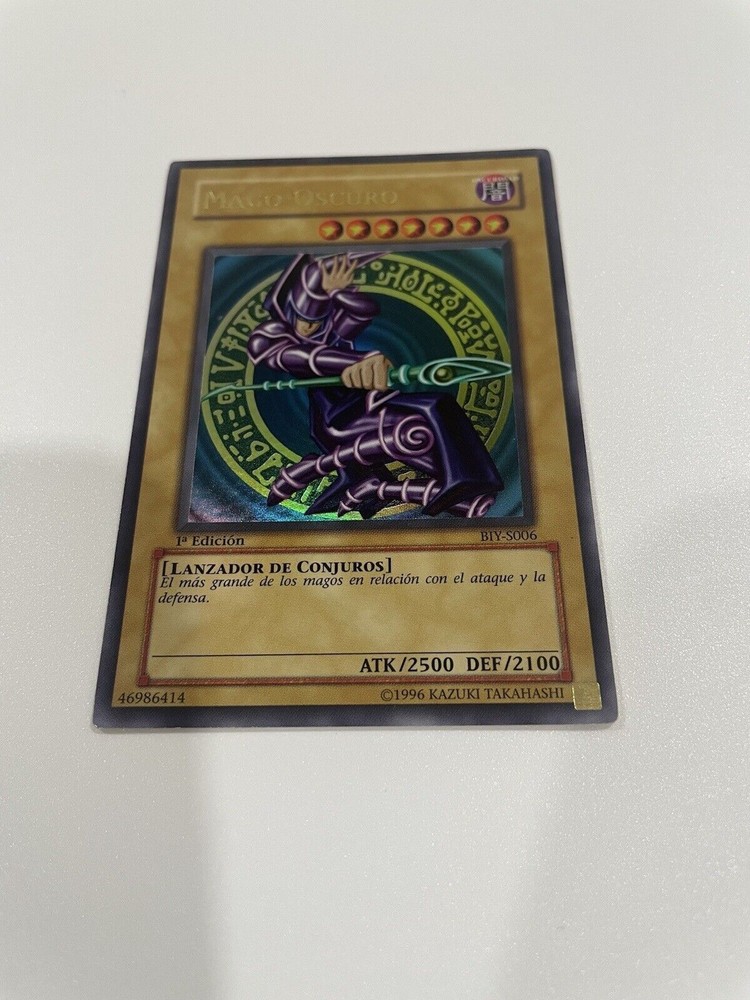 Mago Oscuro
闇
1ª Edición
BIY-S006
[Lanzador de Conjuros]
El más grande de los magos en relación con el ataque y la
defensa.
ATK/2500 DEF/2100
46986414
©1996 KAZUKI TAKAHASHI